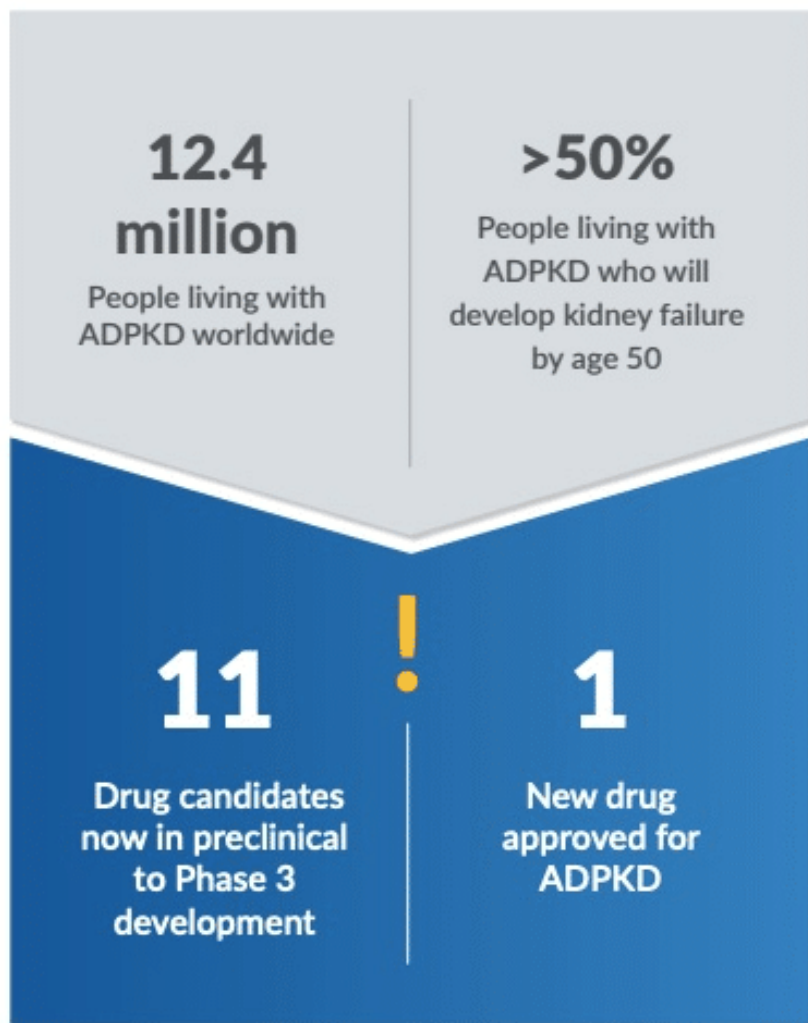 12.4
million
People living with
ADPKD worldwide
>50%
People living with
ADPKD who will
develop kidney failure
by age 50
!
11
Drug candidates
now in preclinical
to Phase 3
development
1
New drug
approved for
ADPKD